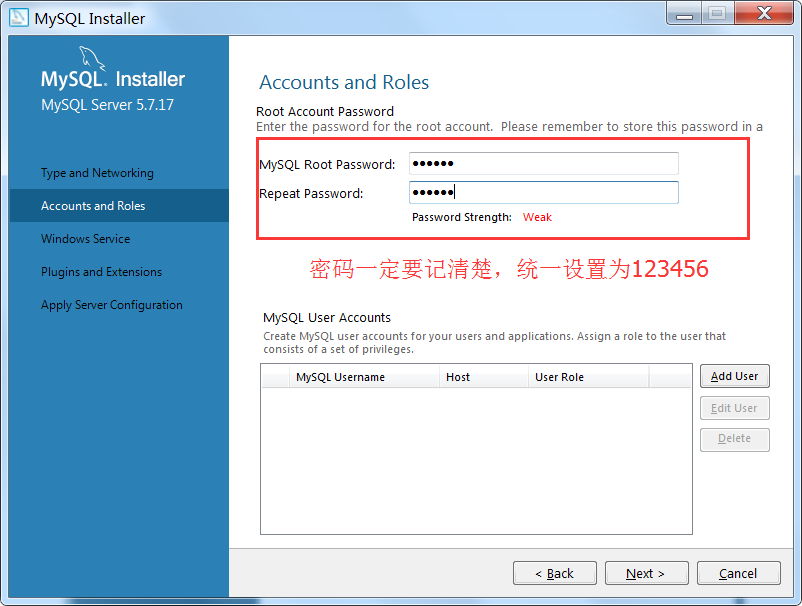 MySQL Installer
MySQL. Installer
MySQL Server 5.7.17
Type and Networking
Accounts and Roles
Windows Service
Plugins and Extensions
Apply Server Configuration
Accounts and Roles
Root Account Password
Enter the password for the root account. Please remember to store this password in a
MySQL Root Password: ●●●●●●
Repeat Password: ●●●●●●
Password Strength: Weak
密码一定要记清楚，统一设置为123456
MySQL User Accounts
Create MySQL user accounts for your users and applications. Assign a role to the user that
consists of a set of privileges.
MySQL Username Host User Role
Add User
Edit User
Delete
< Back Next > Cancel